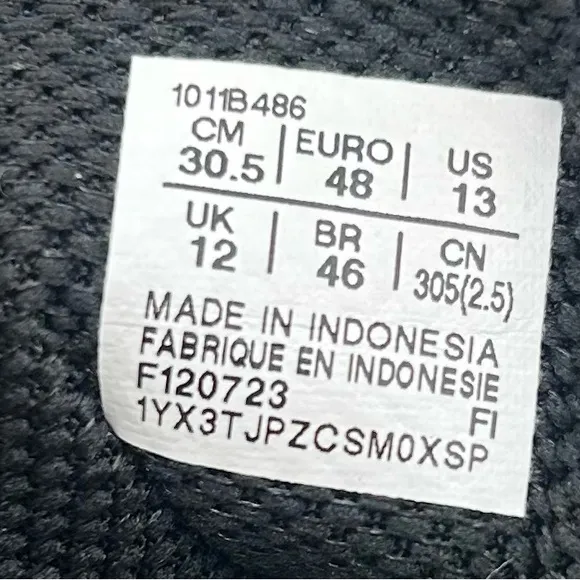 1011B486
CM | EURO | US
30.5 | 48 | 13
UK | BR | CN
12 | 46 | 305(2.5)
MADE IN INDONESIA
FABRIQUE EN INDONESIE
F120723 FI
1YX3TJPZCSM0XSP